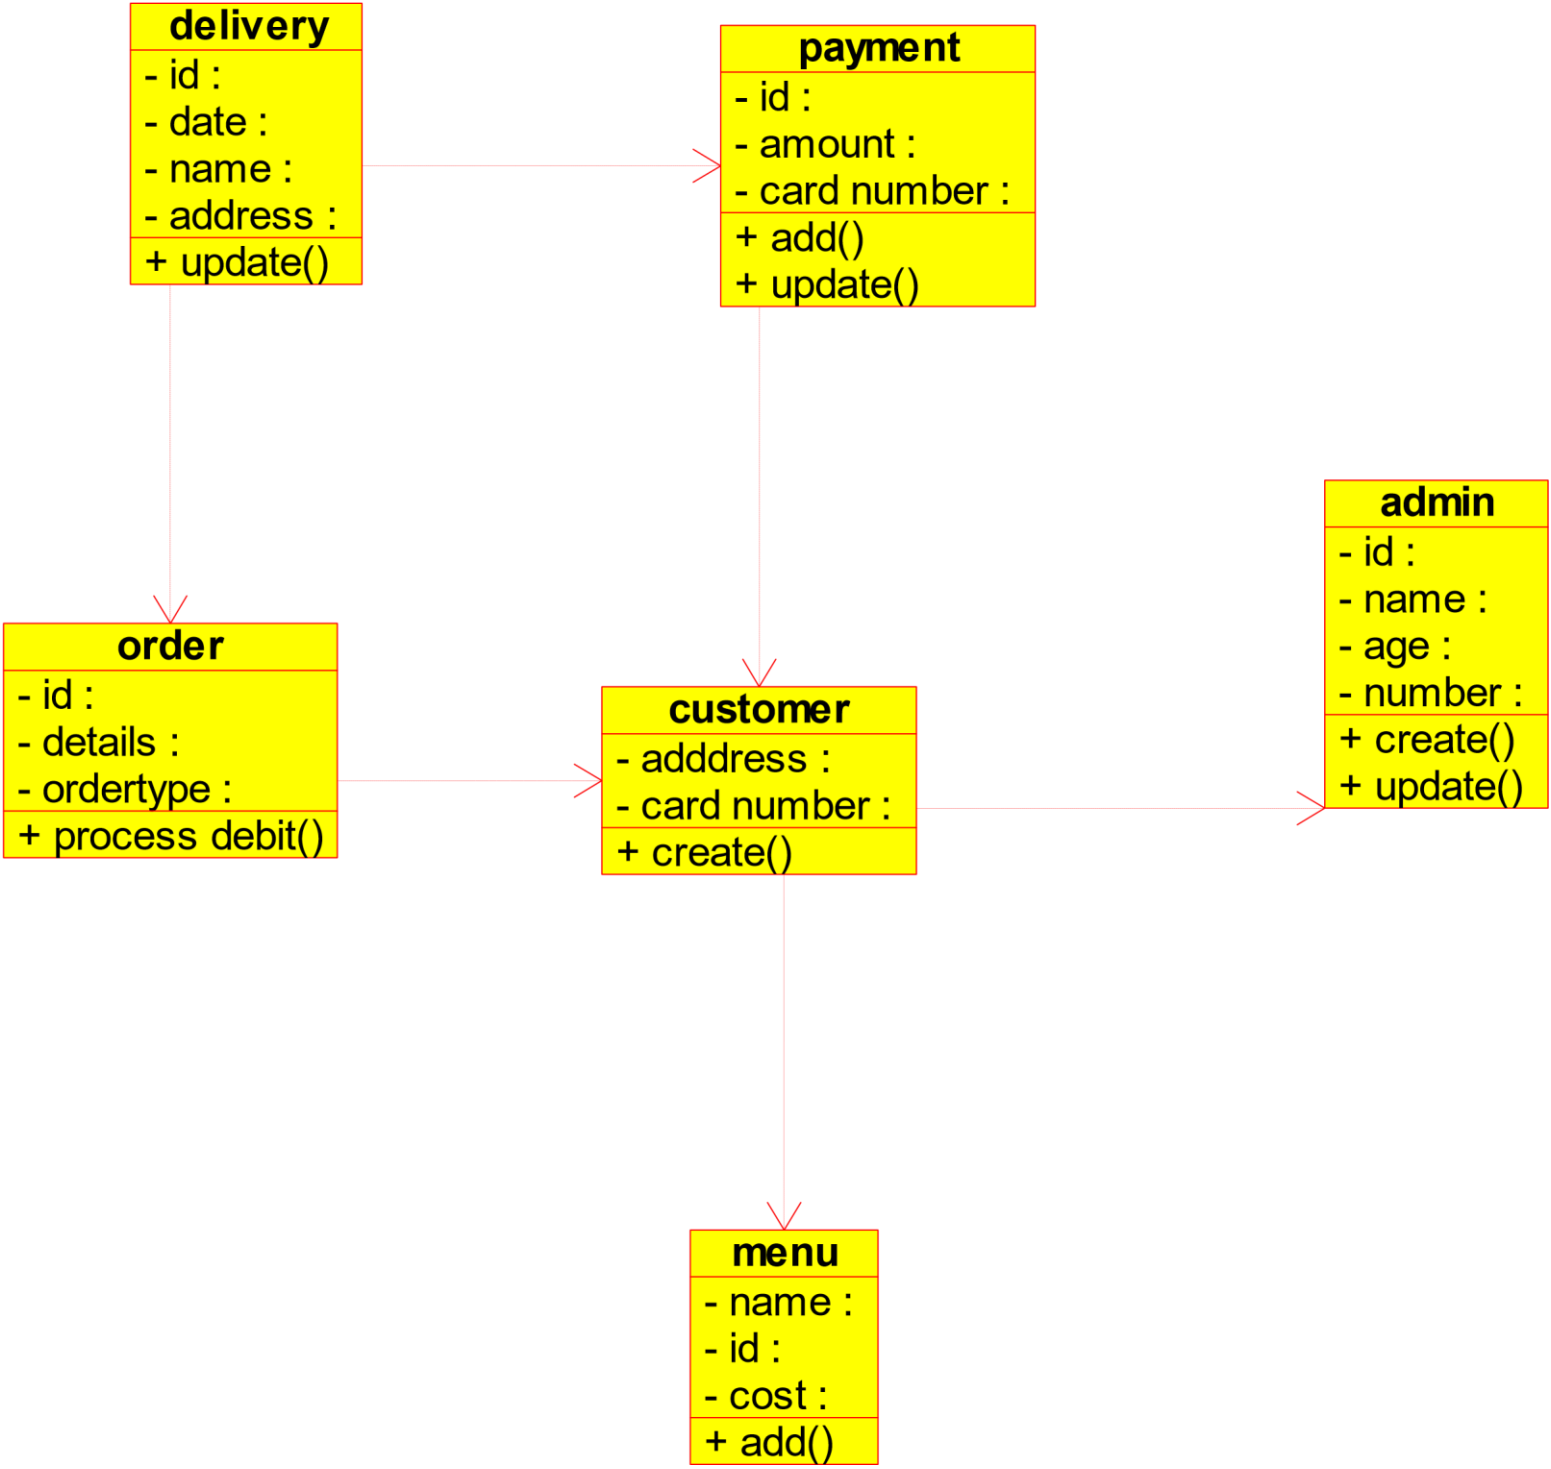 delivery
- id :
- date :
- name :
- address :
+ update()
payment
- id :
- amount :
- card number :
+ add()
+ update()
admin
- id :
- name :
- age :
- number :
+ create()
+ update()
order
- id :
- details :
- ordertype :
+ process debit()
customer
- adddress :
- card number :
+ create()
menu
- name :
- id :
- cost :
+ add()